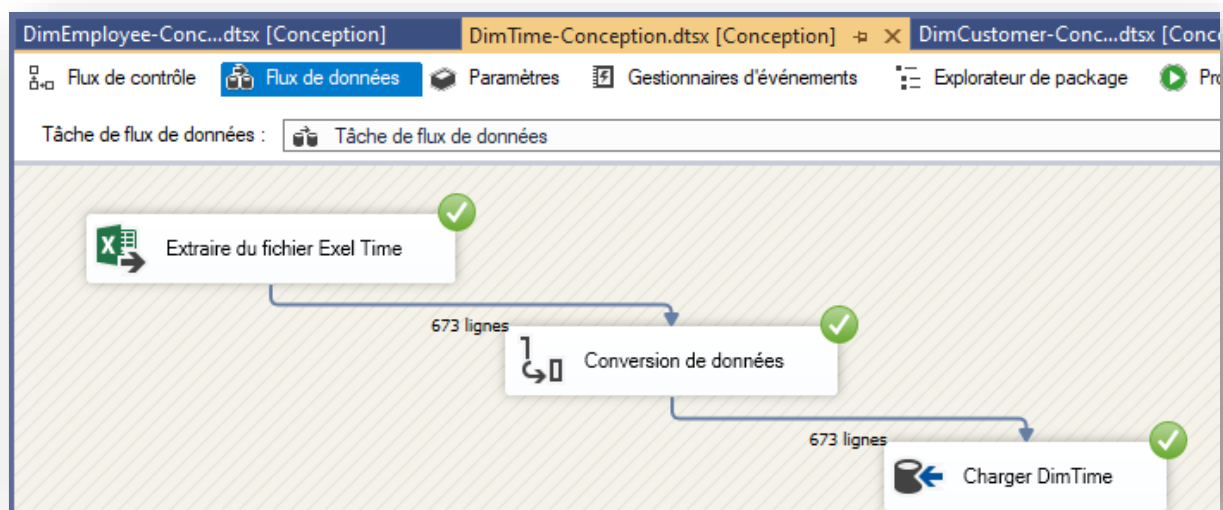 DimEmployee-Conc...dtsx [Conception] DimTime-Conception.dtsx [Conception] DimCustomer-Conc...dtsx [Conc
Flux de contrôle Flux de données Paramètres Gestionnaires d'événements Explorateur de package Pro
Tâche de flux de données : Tâche de flux de données
Extraire du fichier Exel Time
673 lignes
Conversion de données
673 lignes
Charger DimTime